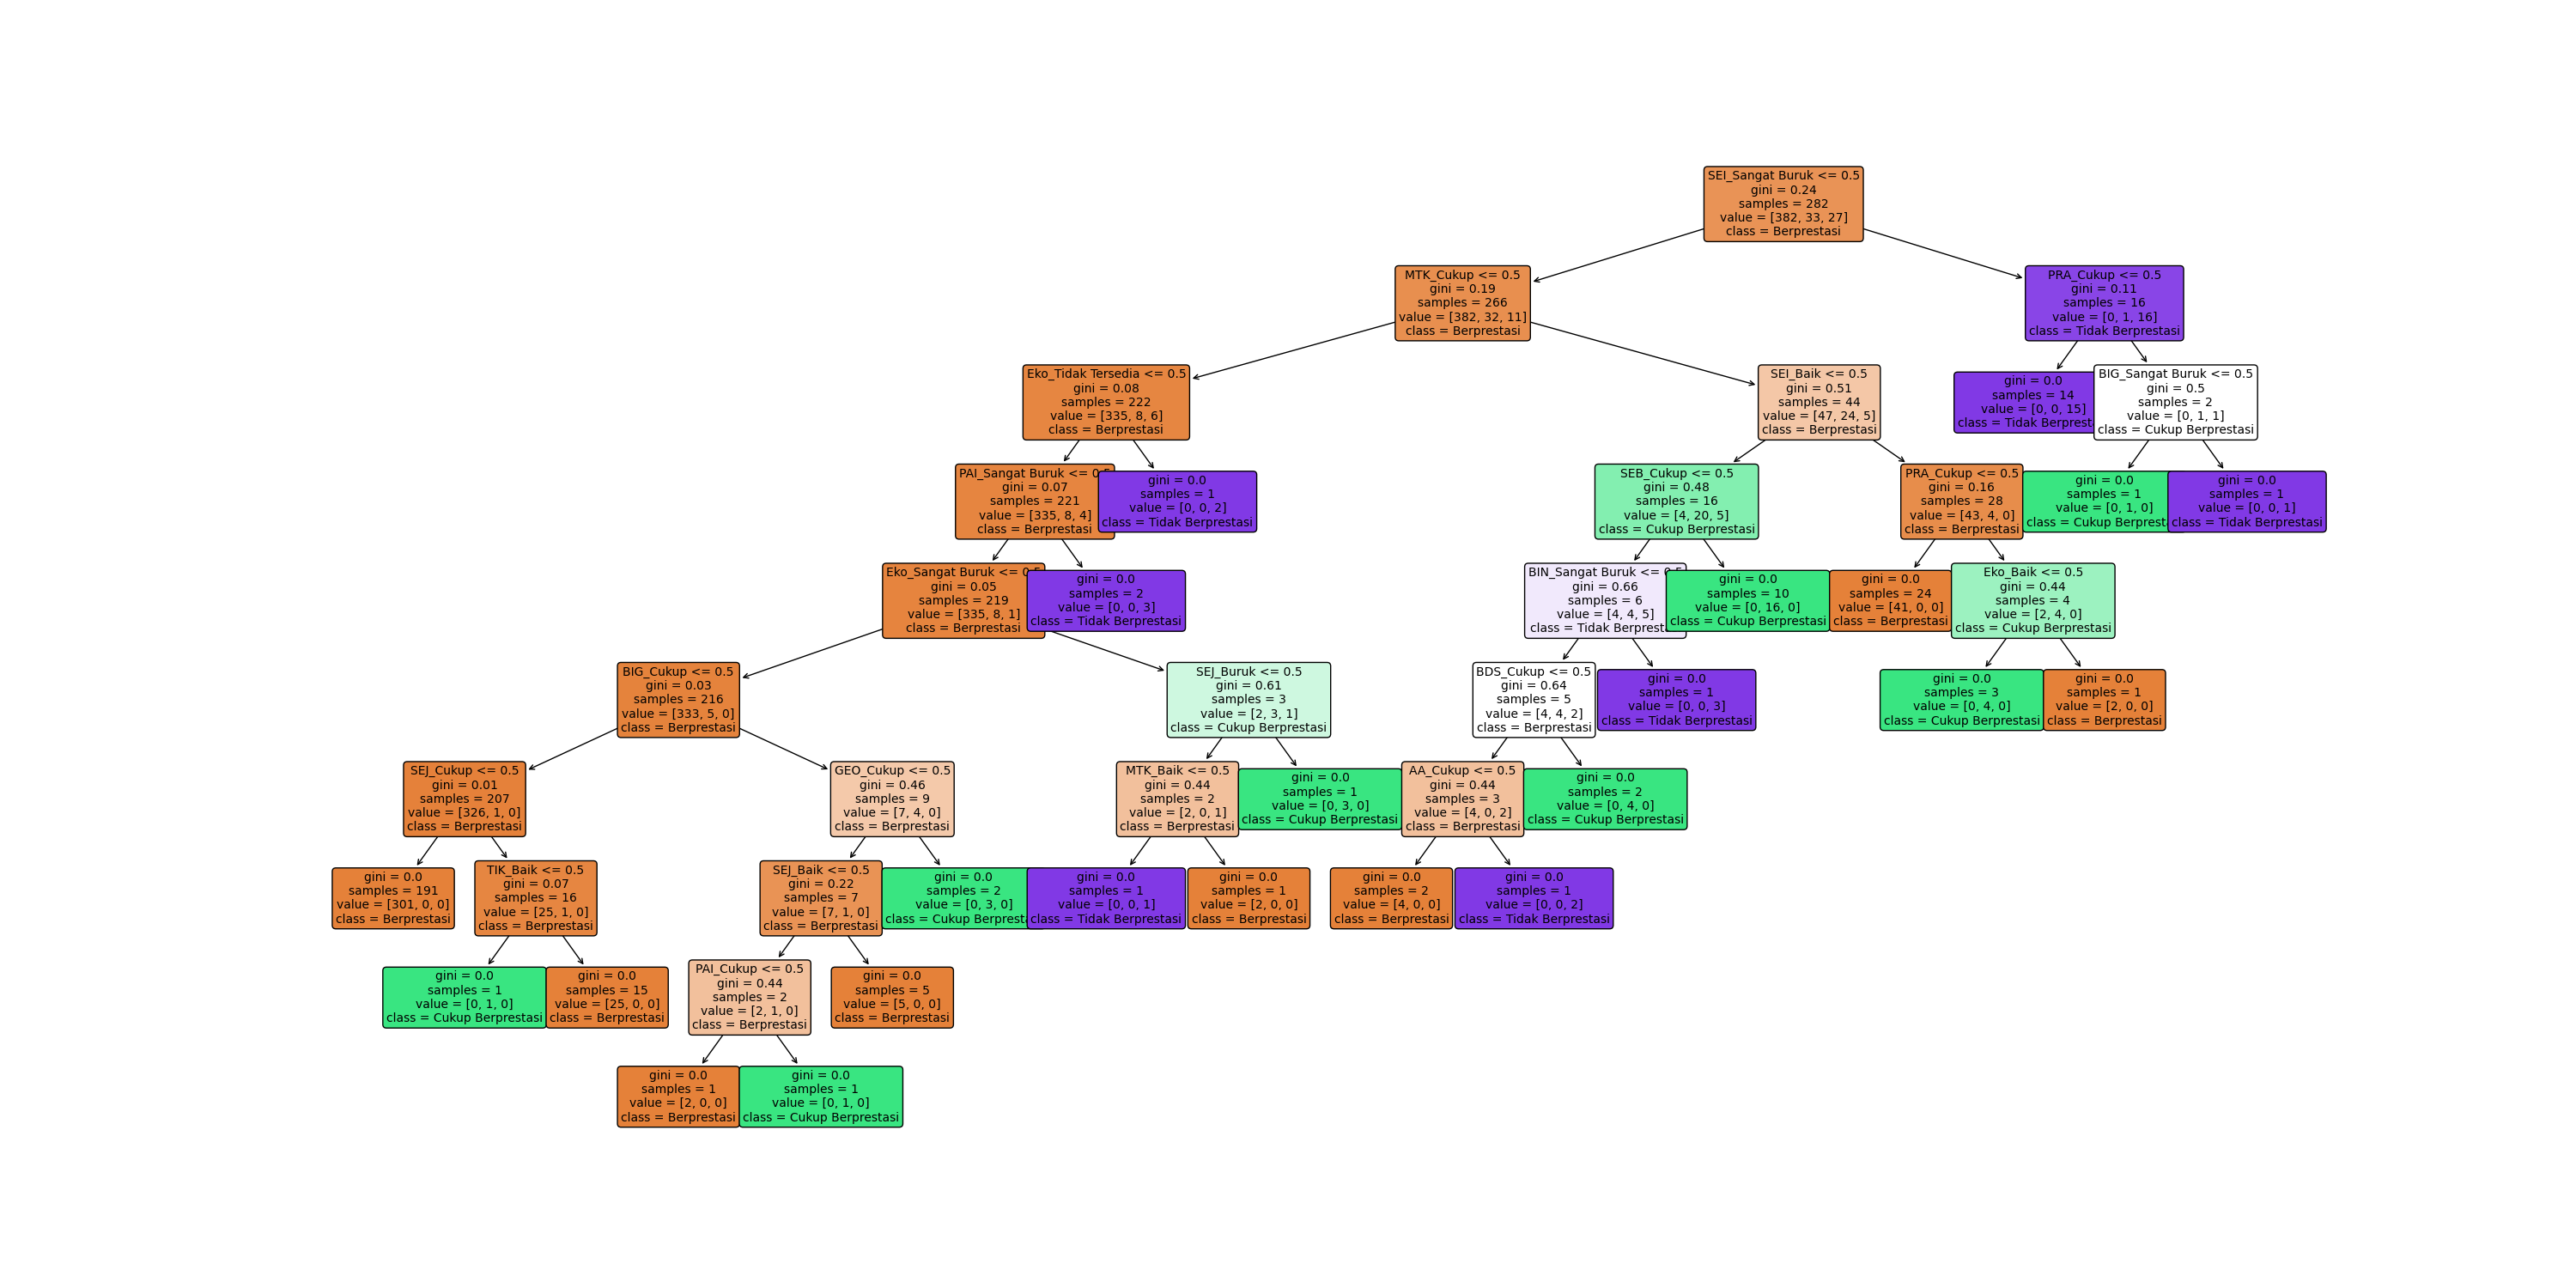 SEI_Sangat Buruk <= 0.5
gini = 0.24
samples = 282
value = [382, 33, 27]
class = Berprestasi
MTK_Cukup <= 0.5
gini = 0.19
samples = 266
value = [382, 32, 11]
class = Berprestasi
PRA_Cukup <= 0.5
gini = 0.11
samples = 16
value = [0, 1, 16]
class = Tidak Berprestasi
Eko_Tidak Tersedia <= 0.5
gini = 0.08
samples = 222
value = [335, 8, 6]
class = Berprestasi
SEI_Baik <= 0.5
gini = 0.51
samples = 44
value = [47, 24, 5]
class = Berprestasi
gini = 0.0
samples = 14
value = [0, 0, 15]
class = Tidak Berprest
BIG_Sangat Buruk <= 0.5
gini = 0.5
samples = 2
value = [0, 1, 1]
class = Cukup Berprestasi
PAI_Sangat Buruk <= 0.5
gini = 0.07
samples = 221
value = [335, 8, 4]
class = Berprestasi
gini = 0.0
samples = 1
value = [0, 0, 2]
class = Tidak Berprestasi
SEB_Cukup <= 0.5
gini = 0.48
samples = 16
value = [4, 20, 5]
class = Cukup Berprestasi
PRA_Cukup <= 0.5
gini = 0.16
samples = 28
value = [43, 4, 0]
class = Berprestasi
gini = 0.0
samples = 1
value = [0, 1, 0]
class = Cukup Berprest
gini = 0.0
samples = 1
value = [0, 0, 1]
class = Tidak Berprestasi
Eko_Sangat Buruk <= 0.5
gini = 0.05
samples = 219
value = [335, 8, 1]
class = Berprestasi
gini = 0.0
samples = 2
value = [0, 0, 3]
class = Tidak Berprestasi
BIN_Sangat Buruk <= 0.5
gini = 0.66
samples = 6
value = [4, 4, 5]
class = Tidak Berprest
gini = 0.0
samples = 10
value = [0, 16, 0]
class = Cukup Berprestasi
gini = 0.0
samples = 24
value = [41, 0, 0]
class = Berprestasi
Eko_Baik <= 0.5
gini = 0.44
samples = 4
value = [2, 4, 0]
class = Cukup Berprestasi
BIG_Cukup <= 0.5
gini = 0.03
samples = 216
value = [333, 5, 0]
class = Berprestasi
SEJ_Buruk <= 0.5
gini = 0.61
samples = 3
value = [2, 3, 1]
class = Cukup Berprestasi
BDS_Cukup <= 0.5
gini = 0.64
samples = 5
value = [4, 4, 2]
class = Berprestasi
gini = 0.0
samples = 1
value = [0, 0, 3]
class = Tidak Berprestasi
gini = 0.0
samples = 3
value = [0, 4, 0]
class = Cukup Berprestasi
gini = 0.0
samples = 1
value = [2, 0, 0]
class = Berprestasi
SEJ_Cukup <= 0.5
gini = 0.01
samples = 207
value = [326, 1, 0]
class = Berprestasi
GEO_Cukup <= 0.5
gini = 0.46
samples = 9
value = [7, 4, 0]
class = Berprestasi
MTK_Baik <= 0.5
gini = 0.44
samples = 2
value = [2, 0, 1]
class = Berprestasi
gini = 0.0
samples = 1
value = [0, 3, 0]
class = Cukup Berprestasi
AA_Cukup <= 0.5
gini = 0.44
samples = 3
value = [4, 0, 2]
class = Berprestasi
gini = 0.0
samples = 2
value = [0, 4, 0]
class = Cukup Berprestasi
gini = 0.0
samples = 191
value = [301, 0, 0]
class = Berprestasi
TIK_Baik <= 0.5
gini = 0.07
samples = 16
value = [25, 1, 0]
class = Berprestasi
SEJ_Baik <= 0.5
gini = 0.22
samples = 7
value = [7, 1, 0]
class = Berprestasi
gini = 0.0
samples = 2
value = [0, 3, 0]
class = Cukup Berprest
gini = 0.0
samples = 1
value = [0, 0, 1]
class = Tidak Berprestasi
gini = 0.0
samples = 1
value = [2, 0, 0]
class = Berprestasi
gini = 0.0
samples = 2
value = [4, 0, 0]
class = Berprestasi
gini = 0.0
samples = 1
value = [0, 0, 2]
class = Tidak Berprestasi
gini = 0.0
samples = 1
value = [0, 1, 0]
class = Cukup Berprestasi
gini = 0.0
samples = 15
value = [25, 0, 0]
class = Berprestasi
PAI_Cukup <= 0.5
gini = 0.44
samples = 2
value = [2, 1, 0]
class = Berprestasi
gini = 0.0
samples = 5
value = [5, 0, 0]
class = Berprestasi
gini = 0.0
samples = 1
value = [2, 0, 0]
class = Berprestasi
gini = 0.0
samples = 1
value = [0, 1, 0]
class = Cukup Berprestasi